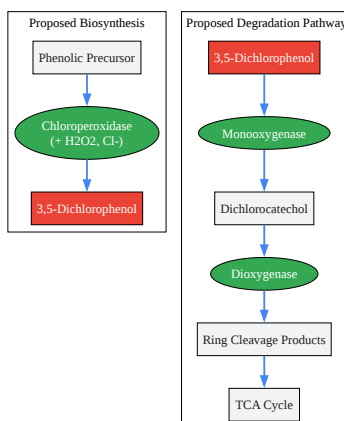 Proposed Biosynthesis
Phenolic Precursor
Chloroperoxidase
(+ H2O2, Cl-)
3,5-Dichlorophenol
Proposed Degradation Pathway
3,5-Dichlorophenol
Monooxygenase
Dichlorocatechol
Dioxygenase
Ring Cleavage Products
TCA Cycle